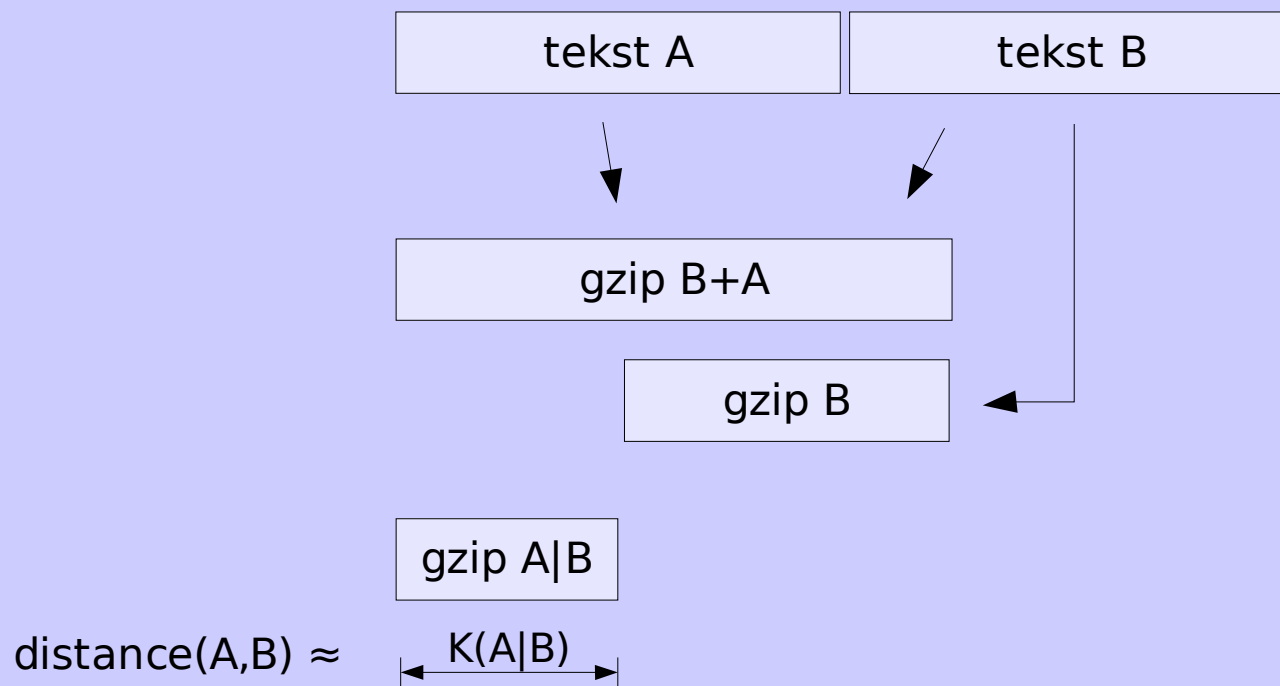 tekst A
tekst B
gzip B+A
gzip B
gzip A|B
distance(A,B) ≈
K(A|B)